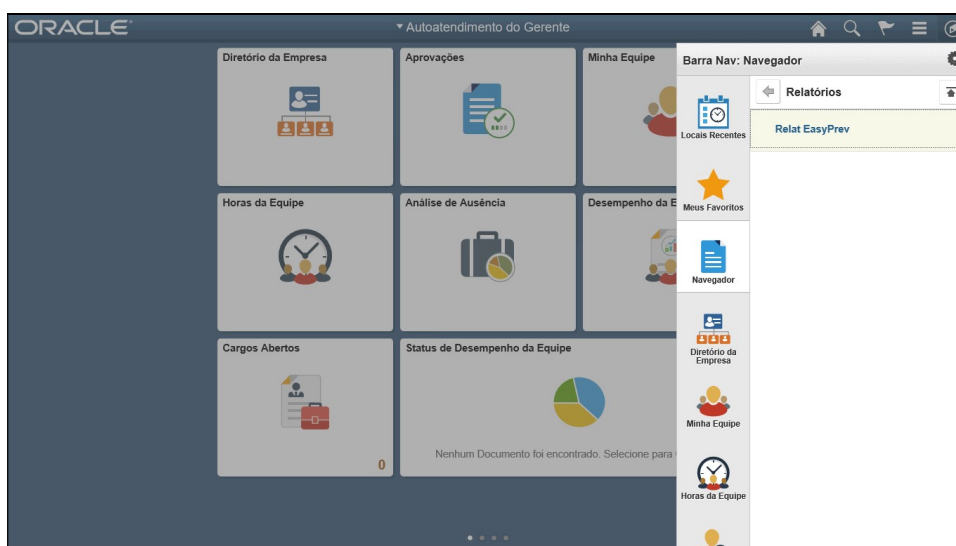 ORACLE
Autoatendimento do Gerente
Diretório da Empresa
Aprovações
Minha Equipe
Horas da Equipe
Análise de Ausência
Desempenho da E
Cargos Abertos
0
Status de Desempenho da Equipe
Nenhum Documento foi encontrado. Selecione para
Barra Nav: Navegador
Locais Recentes
Meus Favoritos
Navegador
Diretório da
Empresa
Minha Equipe
Horas da Equipe
Relatórios
Relat EasyPrev